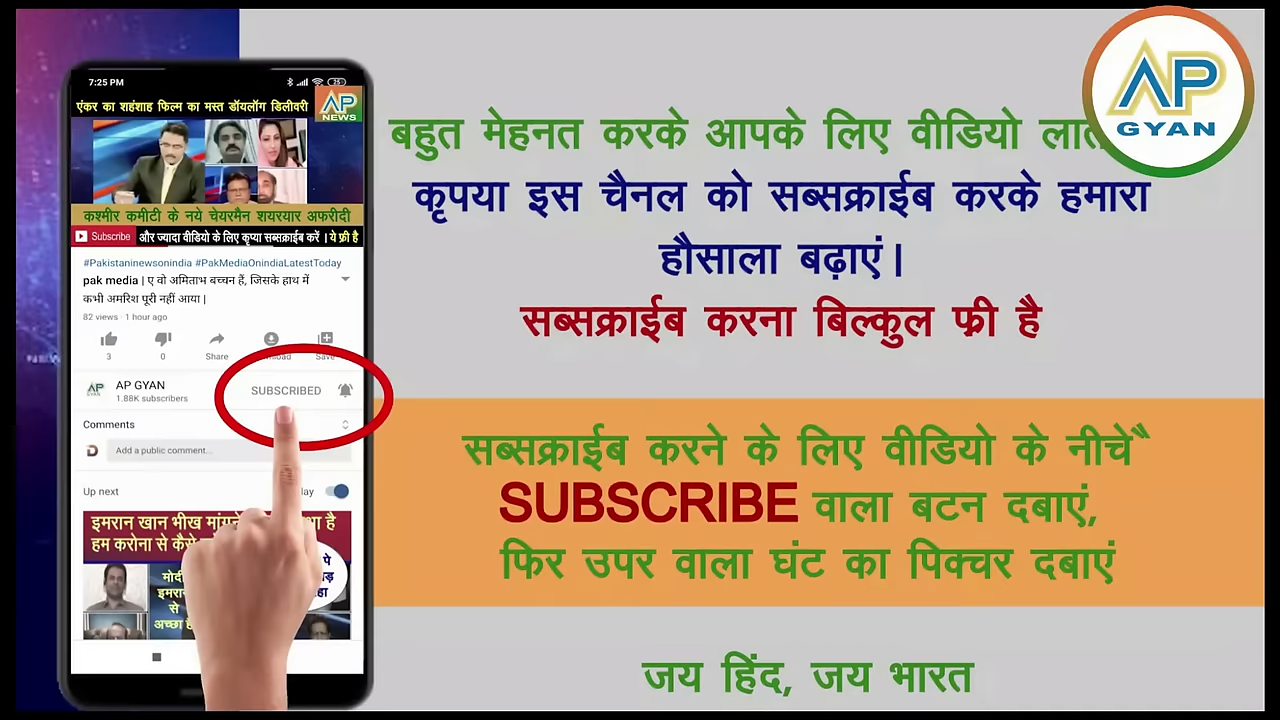 7:25 PM
25
एंकर का शहंशाह फिल्म का मस्त डॉयलॉग डिलीवरी
AP
NEWS
कश्मीर कमीटी के नये चेयरमैन शयरयार अफरीदी
Subscribe
और ज्यादा वीडियो के लिए कृप्या सब्सक्राईब करें । ये फ्री है
#Pakistaninewsonindia #PakMediaOnindiaLatestToday
pak media | ए वो अमिताभ बच्चन हैं, जिसके हाथ में
कभी अमरिश पूरी नहीं आया |
82 views · 1 hour ago
3 0 Share Save
AP GYAN
1.88K subscribers
SUBSCRIBED
Comments
Add a public comment...
Up next
इमरान खान भीख मांगने है
हम करोना से कैसे
मोदी
इमरान
से
अच्छा है
AP
GYAN
बहुत मेहनत करके आपके लिए वीडियो
कृपया इस चैनल को सब्सक्राईब करके हमारा
हौसाला बढ़ाएं।
सब्सक्राईब करना बिल्कुल फ्री है
सब्सक्राईब करने के लिए वीडियो के नीचेै
SUBSCRIBE वाला बटन दबाएं,
फिर उपर वाला घंट का पिक्चर दबाएं
जय हिंद, जय भारत